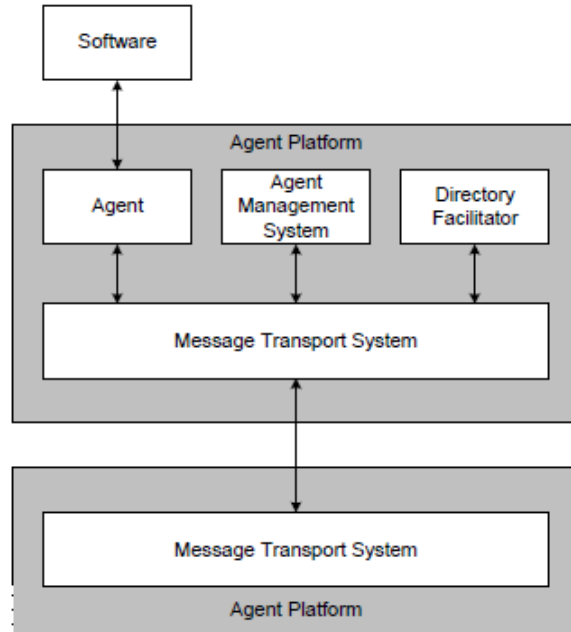 Software
Agent Platform
Agent
Agent
Management
System
Directory
Facilitator
Message Transport System
Message Transport System
Agent Platform